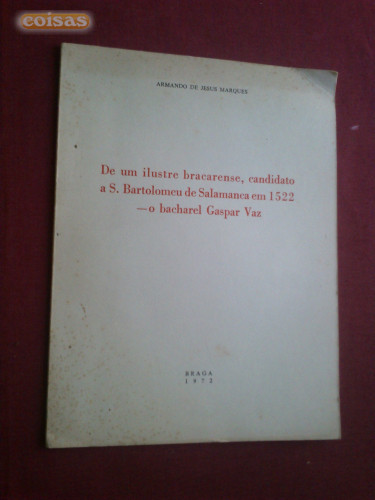 coisas
ARMANDO DE JESUS MARQUES
De um ilustre bracarense, candidato
a S. Bartolomeu de Salamanca em 1522
— o bacharel Gaspar Vaz
BRAGA
1972